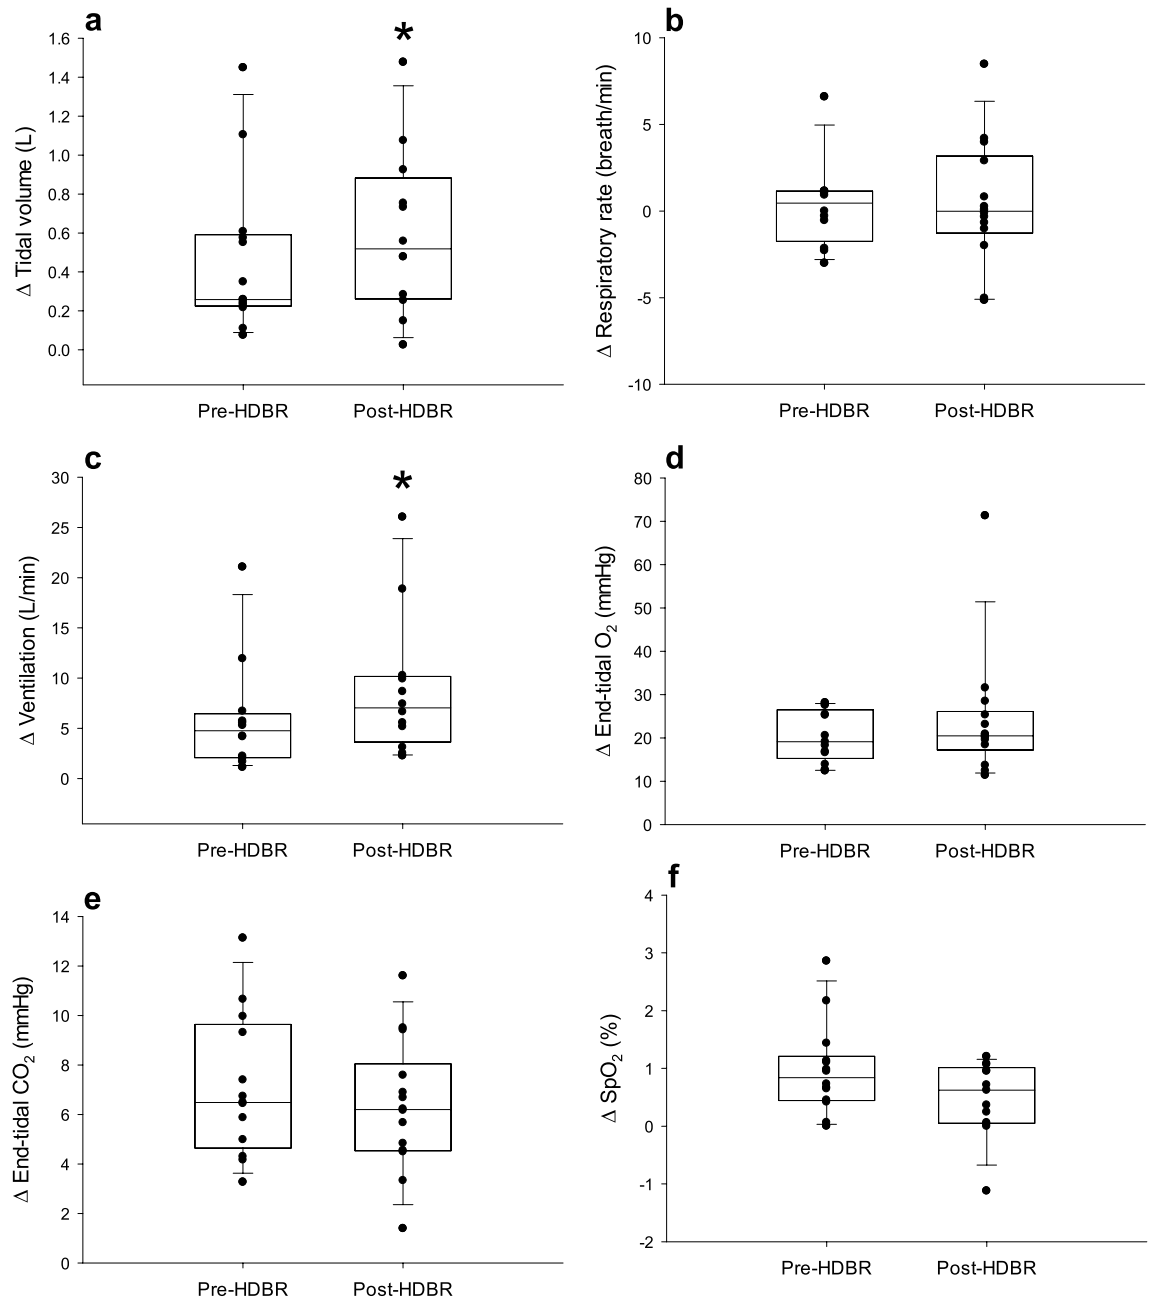 a
*
Δ Tidal volume (L)
1.6
1.4
1.2
1.0
0.8
0.6
0.4
0.2
0.0
Pre-HDBR Post-HDBR
b
Δ Respiratory rate (breath/min)
10
5
0
-5
-10
Pre-HDBR Post-HDBR
c
*
Δ Ventilation (L/min)
30
25
20
15
10
5
0
Pre-HDBR Post-HDBR
d
Δ End-tidal O₂ (mmHg)
80
70
60
50
40
30
20
10
0
Pre-HDBR Post-HDBR
e
Δ End-tidal CO₂ (mmHg)
14
12
10
8
6
4
2
0
Pre-HDBR Post-HDBR
f
Δ SpO₂ (%)
4
3
2
1
0
-1
-2
Pre-HDBR Post-HDBR